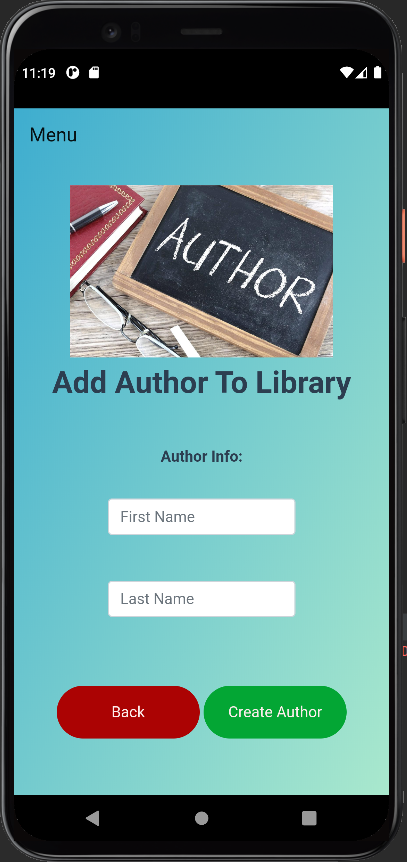 11:19
Menu
AUTHOR
Add Author To Library
Author Info:
First Name
Last Name
Back
Create Author